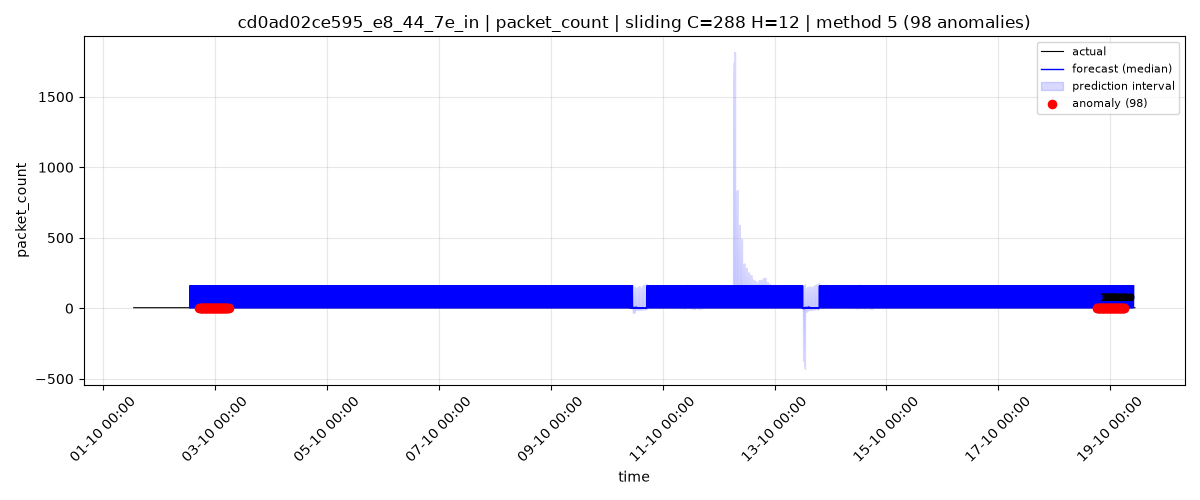 cd0ad02ce595_e8_44_7e_in | packet_count | sliding C=288 H=12 | method 5 (98 anomalies)
actual
forecast (median)
prediction interval
anomaly (98)
packet_count
1500
1000
500
0
−500
01-10 00:00
03-10 00:00
05-10 00:00
07-10 00:00
09-10 00:00
11-10 00:00
13-10 00:00
15-10 00:00
17-10 00:00
19-10 00:00
time